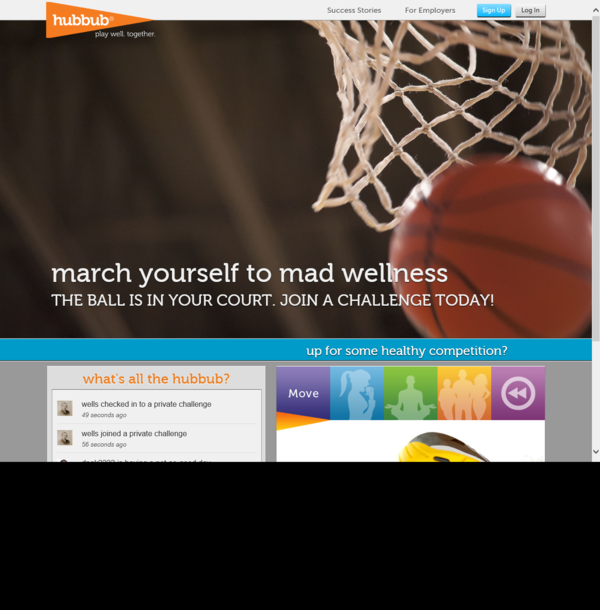 hubbub®
play well. together.
Success Stories
For Employers
Sign Up
Log In
march yourself to mad wellness
THE BALL IS IN YOUR COURT. JOIN A CHALLENGE TODAY!
up for some healthy competition?
what's all the hubbub?
wells checked in to a private challenge
49 seconds ago
wells joined a private challenge
56 seconds ago
Move